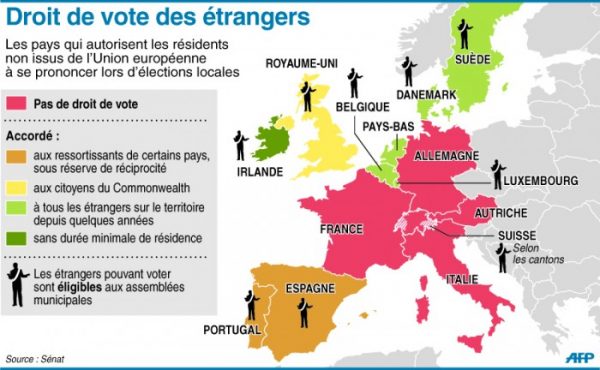 Droit de vote des étrangers
Les pays qui autorisent les résidents
non issus de l'Union européenne
à se prononcer lors d'élections locales
Pas de droit de vote
Accordé :
aux ressortissants de certains pays,
sous réserve de réciprocité
aux citoyens du Commonwealth
à tous les étrangers sur le territoire
depuis quelques années
sans durée minimale de résidence
Les étrangers pouvant voter
sont éligibles aux assemblées
municipales
Source : Sénat
ROYAUME-UNI
SUÈDE
DANEMARK
BELGIQUE
PAYS-BAS
IRLANDE
ALLEMAGNE
LUXEMBOURG
AUTRICHE
FRANCE
SUISSE
Selon
les cantons
ITALIE
ESPAGNE
PORTUGAL
AFP